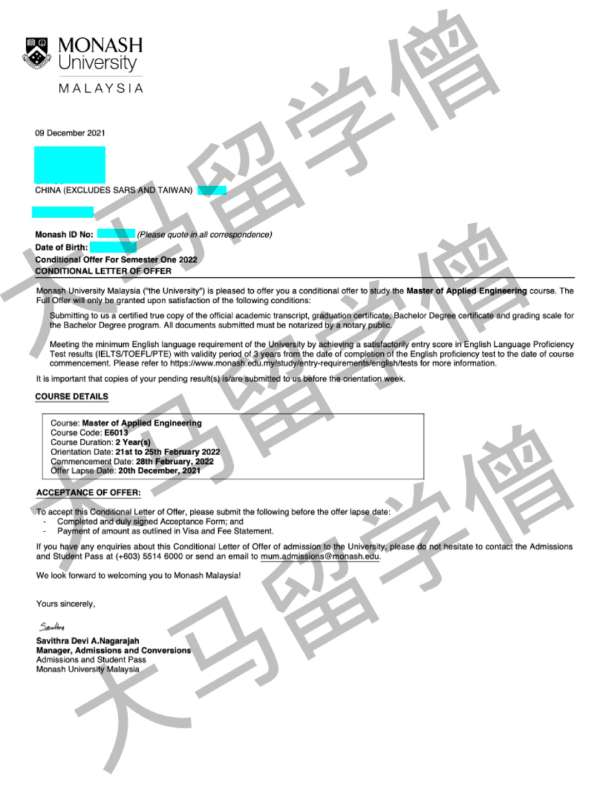 MONASH
University
MALAYSIA
09 December 2021
CHINA (EXCLUDES SARS AND TAIWAN)
Monash ID No: (Please quote in all correspondence)
Date of Birth:
Conditional Offer For Semester One 2022
CONDITIONAL LETTER OF OFFER
Monash University Malaysia ("the University") is pleased to offer you a conditional offer to study the Master of Applied Engineering course. The
Full Offer will only be granted upon satisfaction of the following conditions:
Submitting to us a certified true copy of the official academic transcript, graduation certificate, Bachelor Degree certificate and grading scale for
the Bachelor Degree program. All documents submitted must be notarized by a notary public.
Meeting the minimum English language requirement of the University by achieving a satisfactorily entry score in English Language Proficiency
Test results (IELTS/TOEFL/PTE) with validity period of 3 years from the date of completion of the English proficiency test to the date of course
commencement. Please refer to https://www.monash.edu.my/study/entry-requirements/english/tests for more information.
It is important that copies of your pending result(s) is/are submitted to us before the orientation week.
COURSE DETAILS
Course: Master of Applied Engineering
Course Code: E6013
Course Duration: 2 Year(s)
Orientation Date: 21st to 25th February 2022
Commencement Date: 28th February, 2022
Offer Lapse Date: 20th December, 2021
ACCEPTANCE OF OFFER:
To accept this Conditional Letter of Offer, please submit the following before the offer lapse date:
- Completed and duly signed Acceptance Form; and
- Payment of amount as outlined in Visa and Fee Statement.
If you have any enquiries about this Conditional Letter of Offer of admission to the University, please do not hesitate to contact the Admissions
and Student Pass at (+603) 5514 6000 or send an email to mum.admissions@monash.edu.
We look forward to welcoming you to Monash Malaysia!
Yours sincerely,
Savithra Devi A.Nagarajah
Manager, Admissions and Conversions
Admissions and Student Pass
Monash University Malaysia
大马留学僧
大马留学僧
大马留学僧